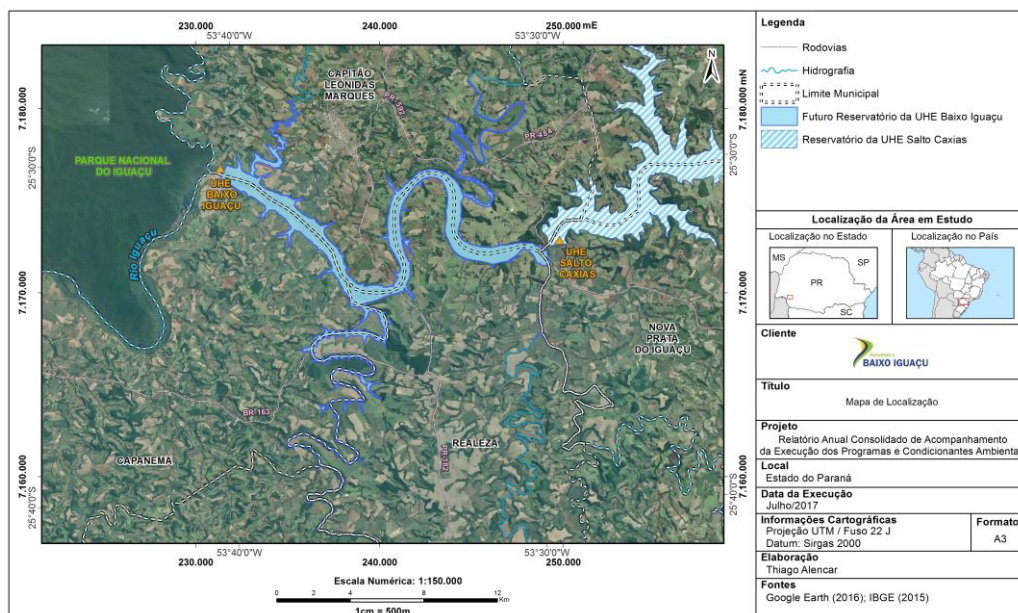 230.000
240.000
250.000 mE
53°40'0"W
53°30'0"W
N
7.180.000
25°30'0"S
7.170.000
7.160.000
25°40'0"S
7.180.000 mN
25°30'0"S
7.170.000
7.160.000
25°40'0"S
CAPITÃO
LEÔNIDAS
MARQUES
PR-592
PR-484
PARQUE NACIONAL
DO IGUAÇU
UHE
BAIXO
IGUAÇU
Rio Iguaçu
UHE
SALTO
CAXIAS
NOVA
PRATA
DO IGUAÇU
BR-163
CAPANEMA
REALEZA
PR-182
53°40'0"W
53°30'0"W
230.000
240.000
250.000
Escala Numérica: 1:150.000
0 4 8 12
Km
1cm = 500m
Legenda
Rodovias
Hidrografia
Limite Municipal
Futuro Reservatório da UHE Baixo Iguaçu
Reservatório da UHE Salto Caxias
Localização da Área em Estudo
Localização no Estado
Localização no País
MS
SP
PR
SC
Cliente
BAIXO IGUAÇU
Título
Mapa de Localização
Projeto
Relatório Anual Consolidado de Acompanhamento
da Execução dos Programas e Condicionantes Ambienta
Local
Estado do Paraná
Data da Execução
Julho/2017
Informações Cartográficas
Projeção UTM / Fuso 22 J
Datum: Sirgas 2000
Formato
A3
Elaboração
Thiago Alencar
Fontes
Google Earth (2016); IBGE (2015)